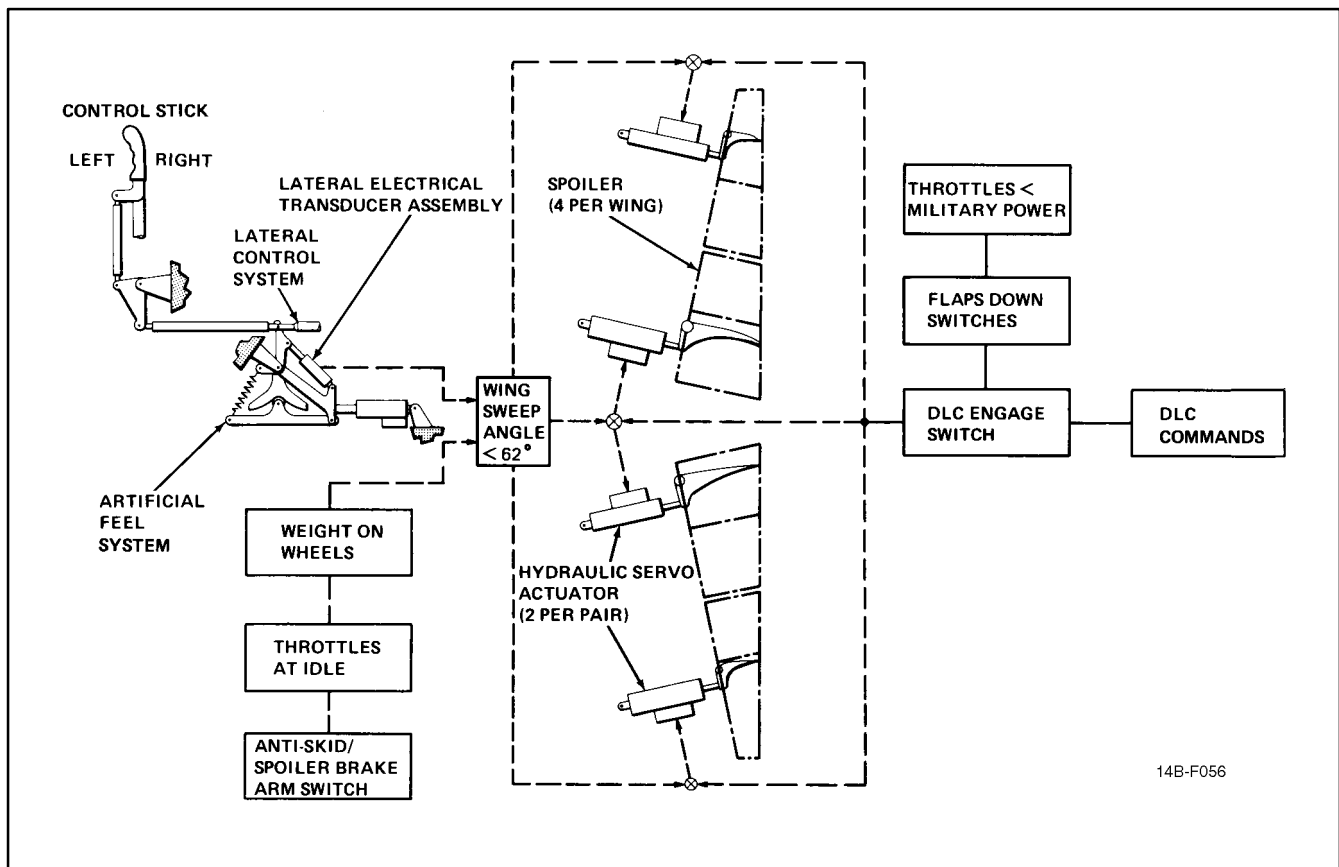 CONTROL STICK
LEFT RIGHT
LATERAL ELECTRICAL
TRANSDUCER ASSEMBLY
LATERAL
CONTROL
SYSTEM
ARTIFICIAL
FEEL
SYSTEM
WEIGHT ON
WHEELS
THROTTLES
AT IDLE
ANTI-SKID/
SPOILER BRAKE
ARM SWITCH
WING
SWEEP
ANGLE
< 62°
SPOILER
(4 PER WING)
HYDRAULIC SERVO
ACTUATOR
(2 PER PAIR)
THROTTLES <
MILITARY POWER
FLAPS DOWN
SWITCHES
DLC ENGAGE
SWITCH
DLC
COMMANDS
14B-F056